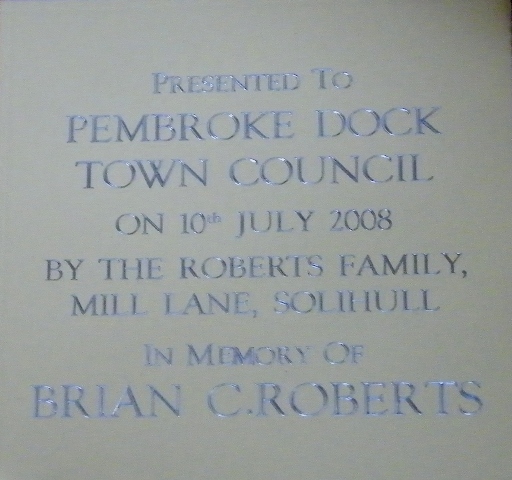 PRESENTED TO
PEMBROKE DOCK
TOWN COUNCIL
ON 10th JULY 2008
BY THE ROBERTS FAMILY,
MILL LANE, SOLIHULL
IN MEMORY OF
BRIAN C.ROBERTS